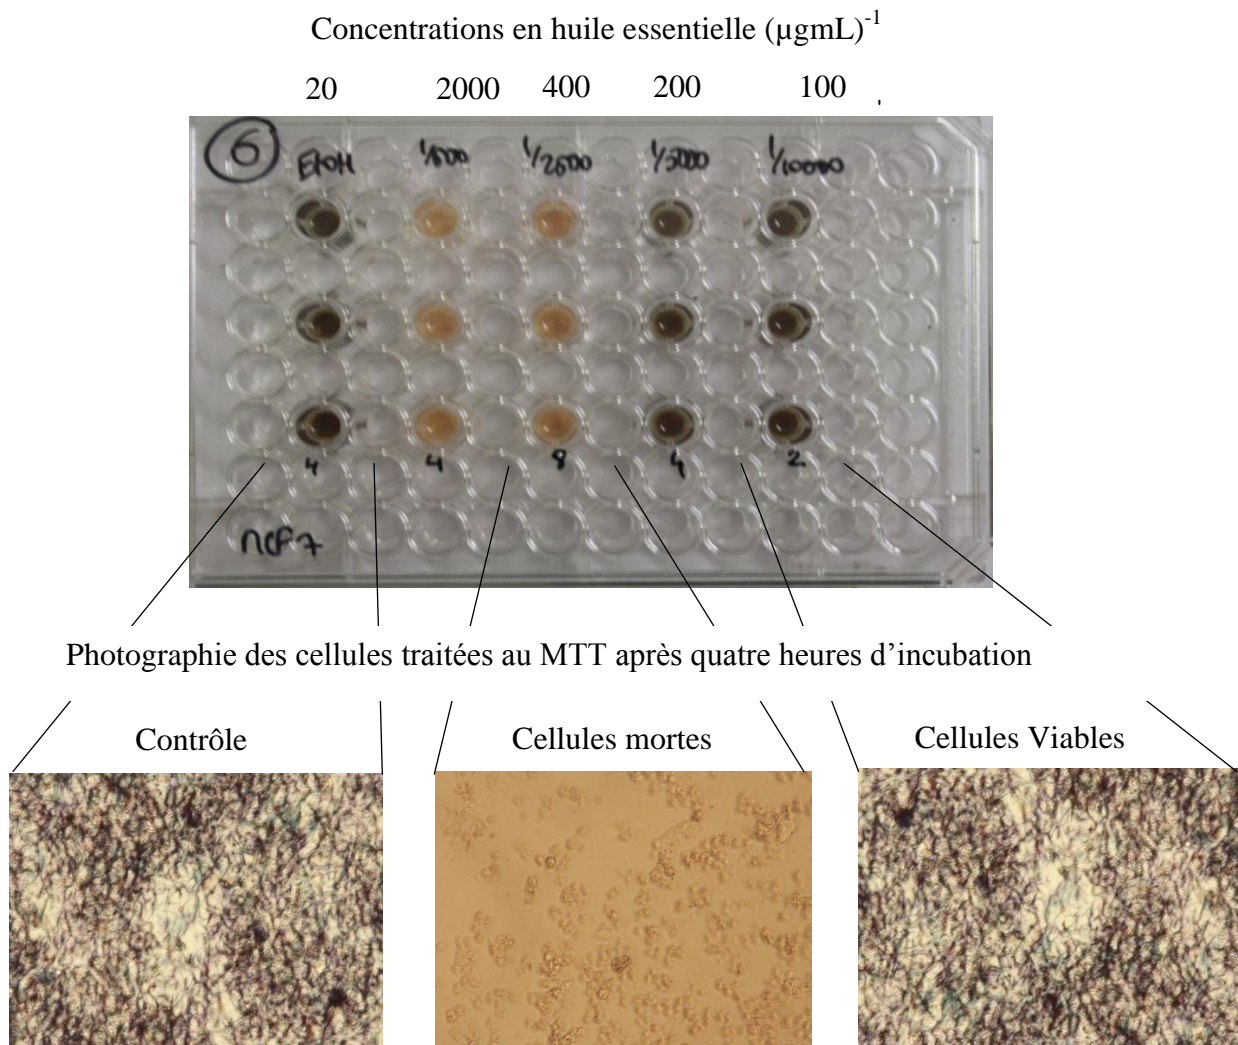 Concentrations en huile essentielle (µgmL)⁻¹
20 2000 400 200 100
6 EtOH 1/500 1/2500 1/5000 1/10000
4 4 8 4 2
MCF7
Photographie des cellules traitées au MTT après quatre heures d’incubation
Contrôle Cellules mortes Cellules Viables